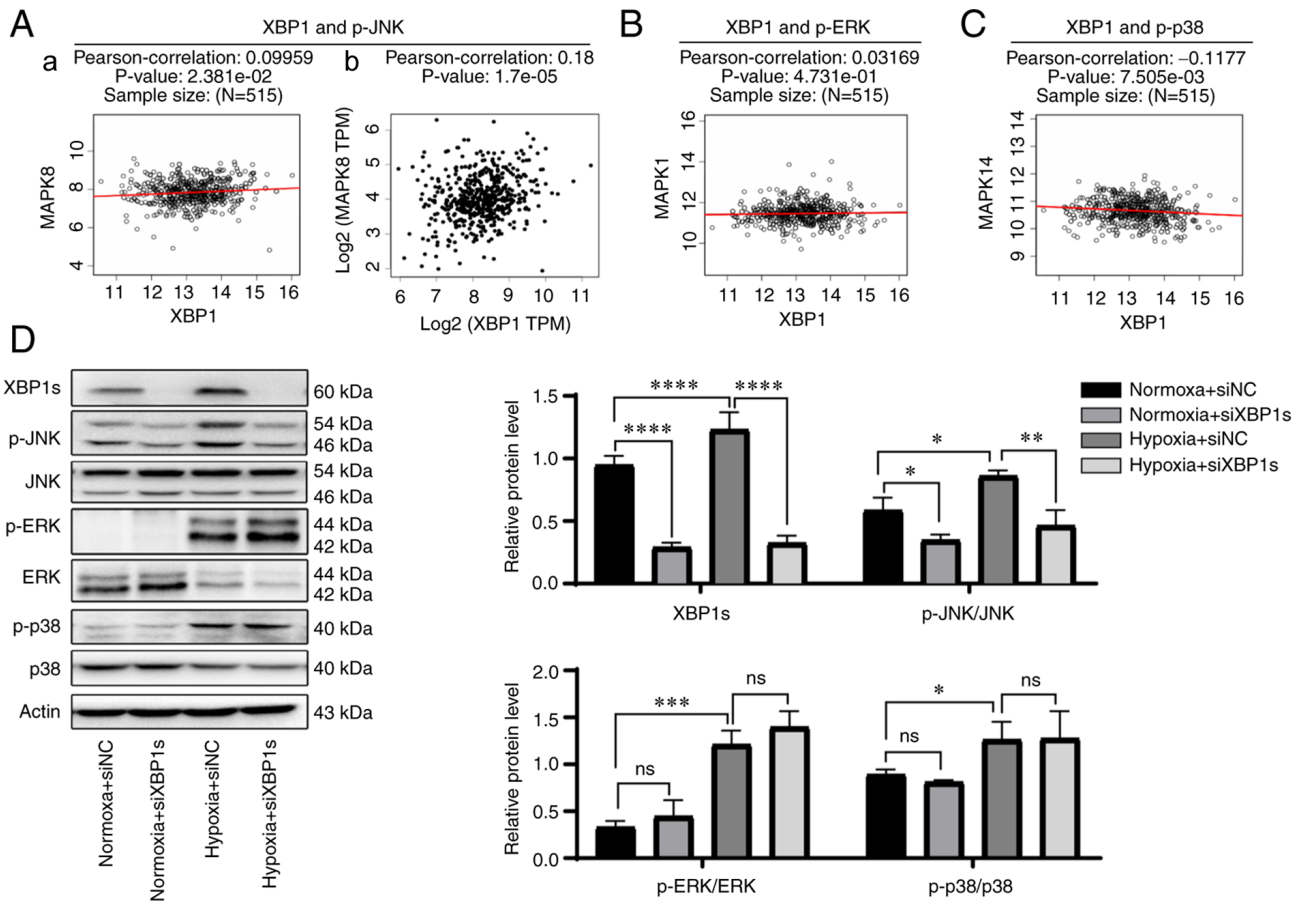 A
XBP1 and p-JNK
a
Pearson-correlation: 0.09959
P-value: 2.381e-02
Sample size: (N=515)
MAPK8
10
8
6
4
11 12 13 14 15 16
XBP1
b
Pearson-correlation: 0.18
P-value: 1.7e-05
Log2 (MAPK8 TPM)
6
5
4
3
2
6 7 8 9 10 11
Log2 (XBP1 TPM)
B
XBP1 and p-ERK
Pearson-correlation: 0.03169
P-value: 4.731e-01
Sample size: (N=515)
MAPK1
16
14
12
10
11 12 13 14 15 16
XBP1
C
XBP1 and p-p38
Pearson-correlation: −0.1177
P-value: 7.505e-03
Sample size: (N=515)
MAPK14
14
13
12
11
10
9
11 12 13 14 15 16
XBP1
D
XBP1s
60 kDa
p-JNK
54 kDa
46 kDa
JNK
54 kDa
46 kDa
p-ERK
44 kDa
42 kDa
ERK
44 kDa
42 kDa
p-p38
40 kDa
p38
40 kDa
Actin
43 kDa
Normoxa+siNC
Normoxia+siXBP1s
Hypoxia+siNC
Hypoxia+siXBP1s
Relative protein level
1.5
1.0
0.5
0.0
**** ****
****
* **
*
XBP1s p-JNK/JNK
Normoxa+siNC
Normoxia+siXBP1s
Hypoxia+siNC
Hypoxia+siXBP1s
Relative protein level
2.0
1.5
1.0
0.5
0.0
ns ns
*** *
ns ns
p-ERK/ERK p-p38/p38